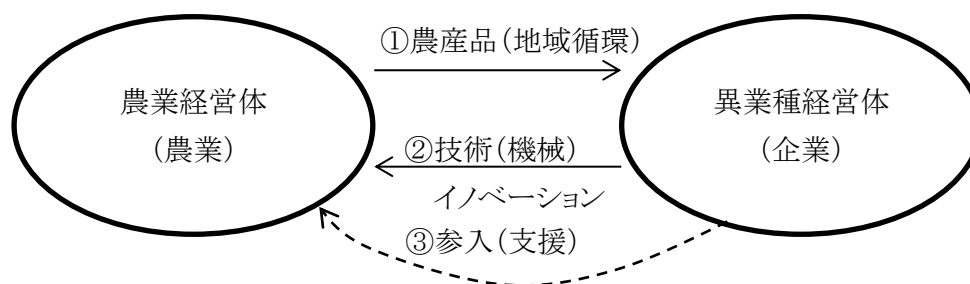 ①農産品（地域循環）
農業経営体
（農業）
異業種経営体
（企業）
②技術（機械）
イノベーション
③参入（支援）